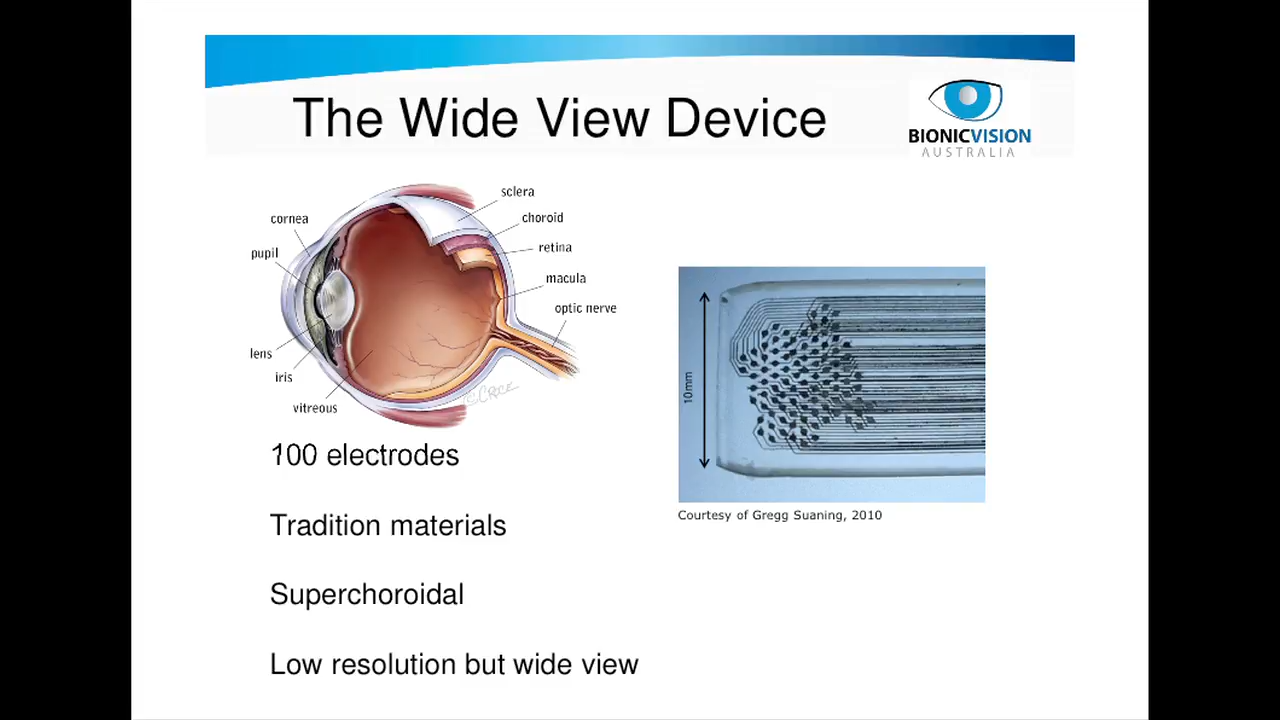 The Wide View Device
BIONICVISION
AUSTRALIA
sclera
cornea
choroid
pupil
retina
macula
optic nerve
lens
iris
vitreous
©CRCE
10mm
100 electrodes
Courtesy of Gregg Suaning, 2010
Tradition materials
Superchoroidal
Low resolution but wide view